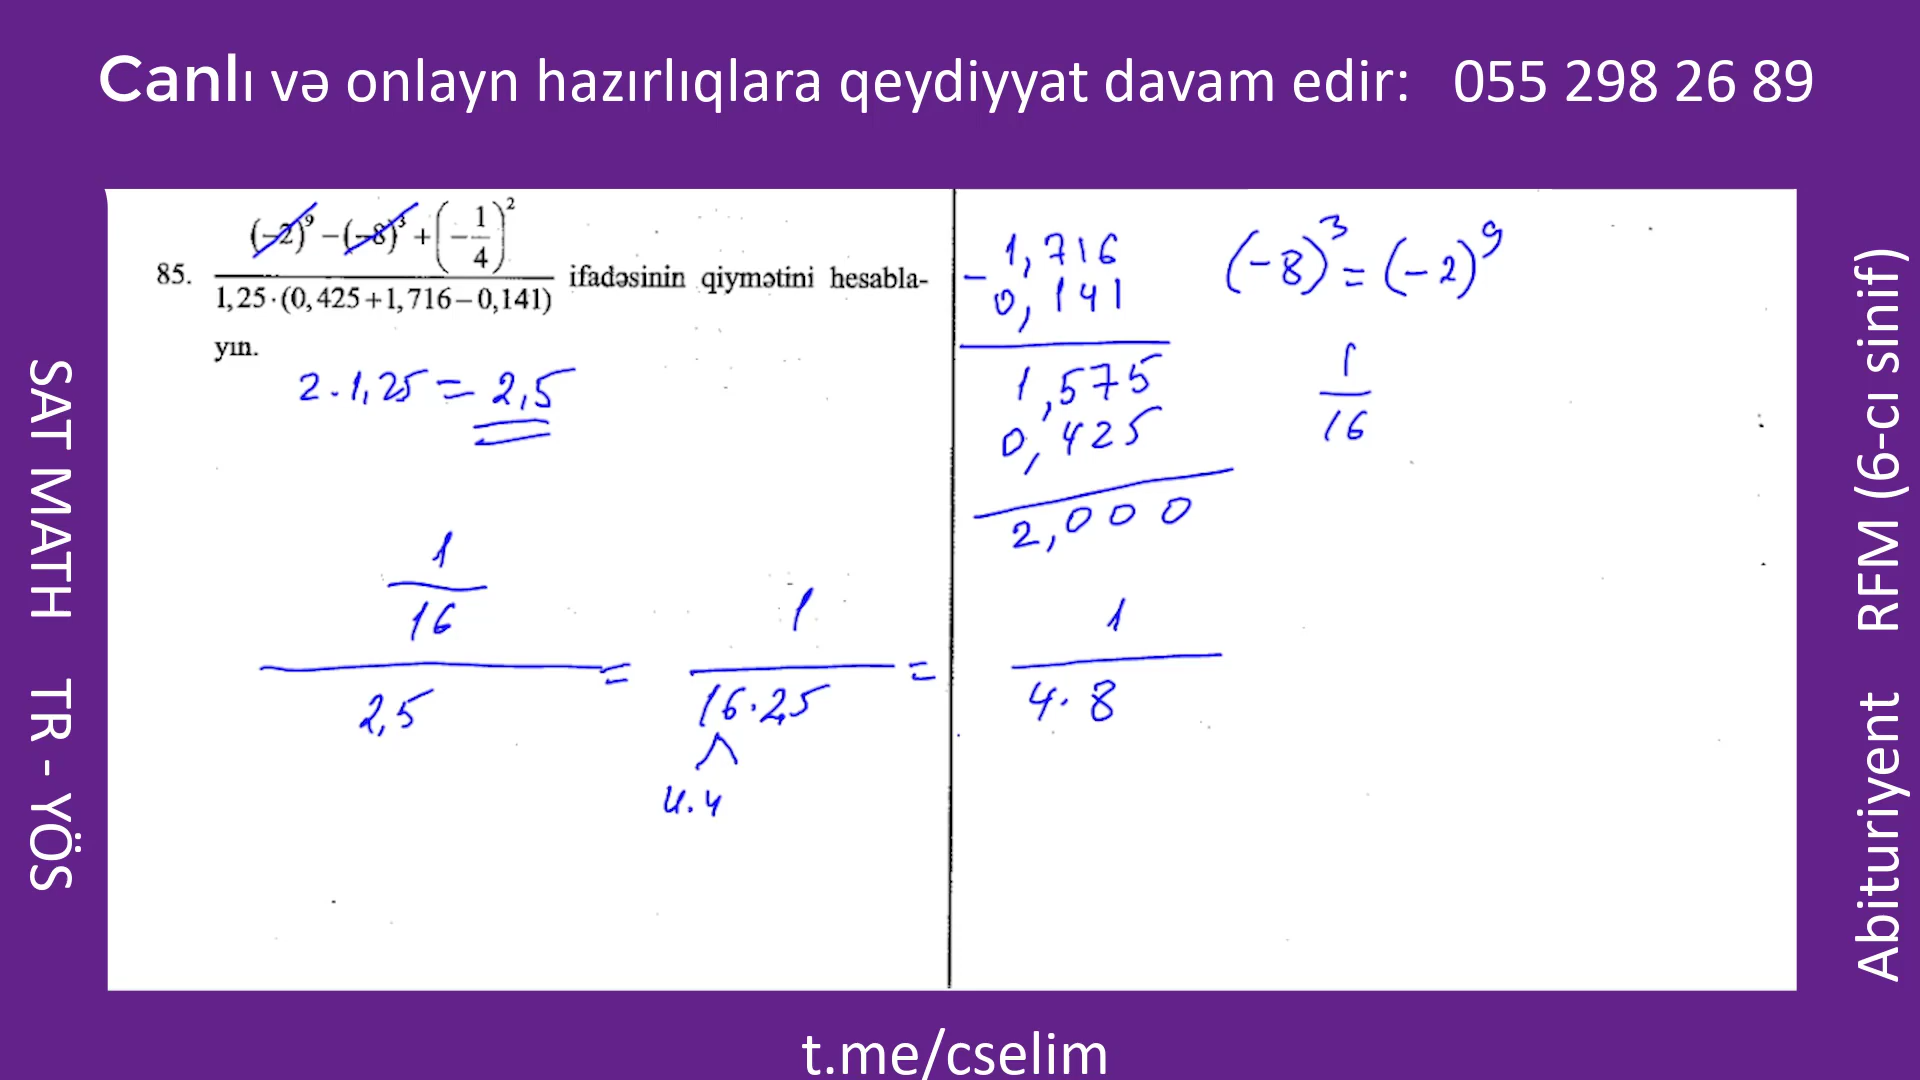 Canlı və onlayn hazırlıqlara qeydiyyat davam edir: 055 298 26 89
SAT MATH TR - YÖS
85. ((-2)⁹ - (-8)³ + (-1/4)²) / (1,25·(0,425+1,716-0,141)) ifadəsinin qiymətini hesabla-
yın.
2·1,25 = 2,5
(1/16) / 2,5 = 1 / (16·2,5) = 1 / (4·8)
4·4
- 1,716
0,141
1,575
0,425
2,000
(-8)³ = (-2)⁹
1/16
Abituriyent RFM (6-cı sinif)
t.me/cselim